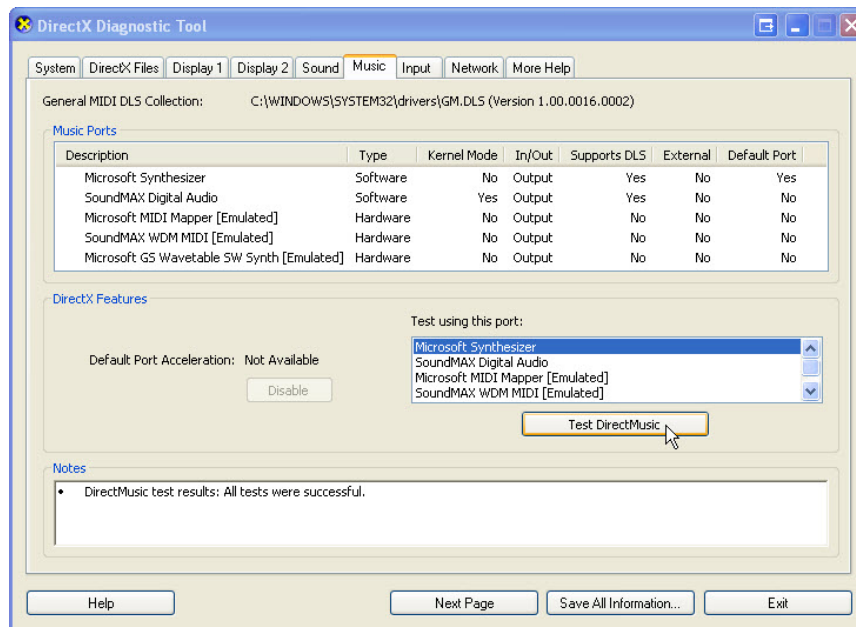 DirectX Diagnostic Tool
System DirectX Files Display 1 Display 2 Sound Music Input Network More Help
General MIDI DLS Collection: C:\WINDOWS\SYSTEM32\drivers\GM.DLS (Version 1.00.0016.0002)
Music Ports
Description Type Kernel Mode In/Out Supports DLS External Default Port
Microsoft Synthesizer Software No Output Yes No Yes
SoundMAX Digital Audio Software Yes Output Yes No No
Microsoft MIDI Mapper [Emulated] Hardware No Output No No No
SoundMAX WDM MIDI [Emulated] Hardware No Output No No No
Microsoft GS Wavetable SW Synth [Emulated] Hardware No Output No No No
DirectX Features
Test using this port:
Microsoft Synthesizer
Default Port Acceleration: Not Available
SoundMAX Digital Audio
Microsoft MIDI Mapper [Emulated]
Disable
SoundMAX WDM MIDI [Emulated]
Test DirectMusic
Notes
• DirectMusic test results: All tests were successful.
Help Next Page Save All Information... Exit